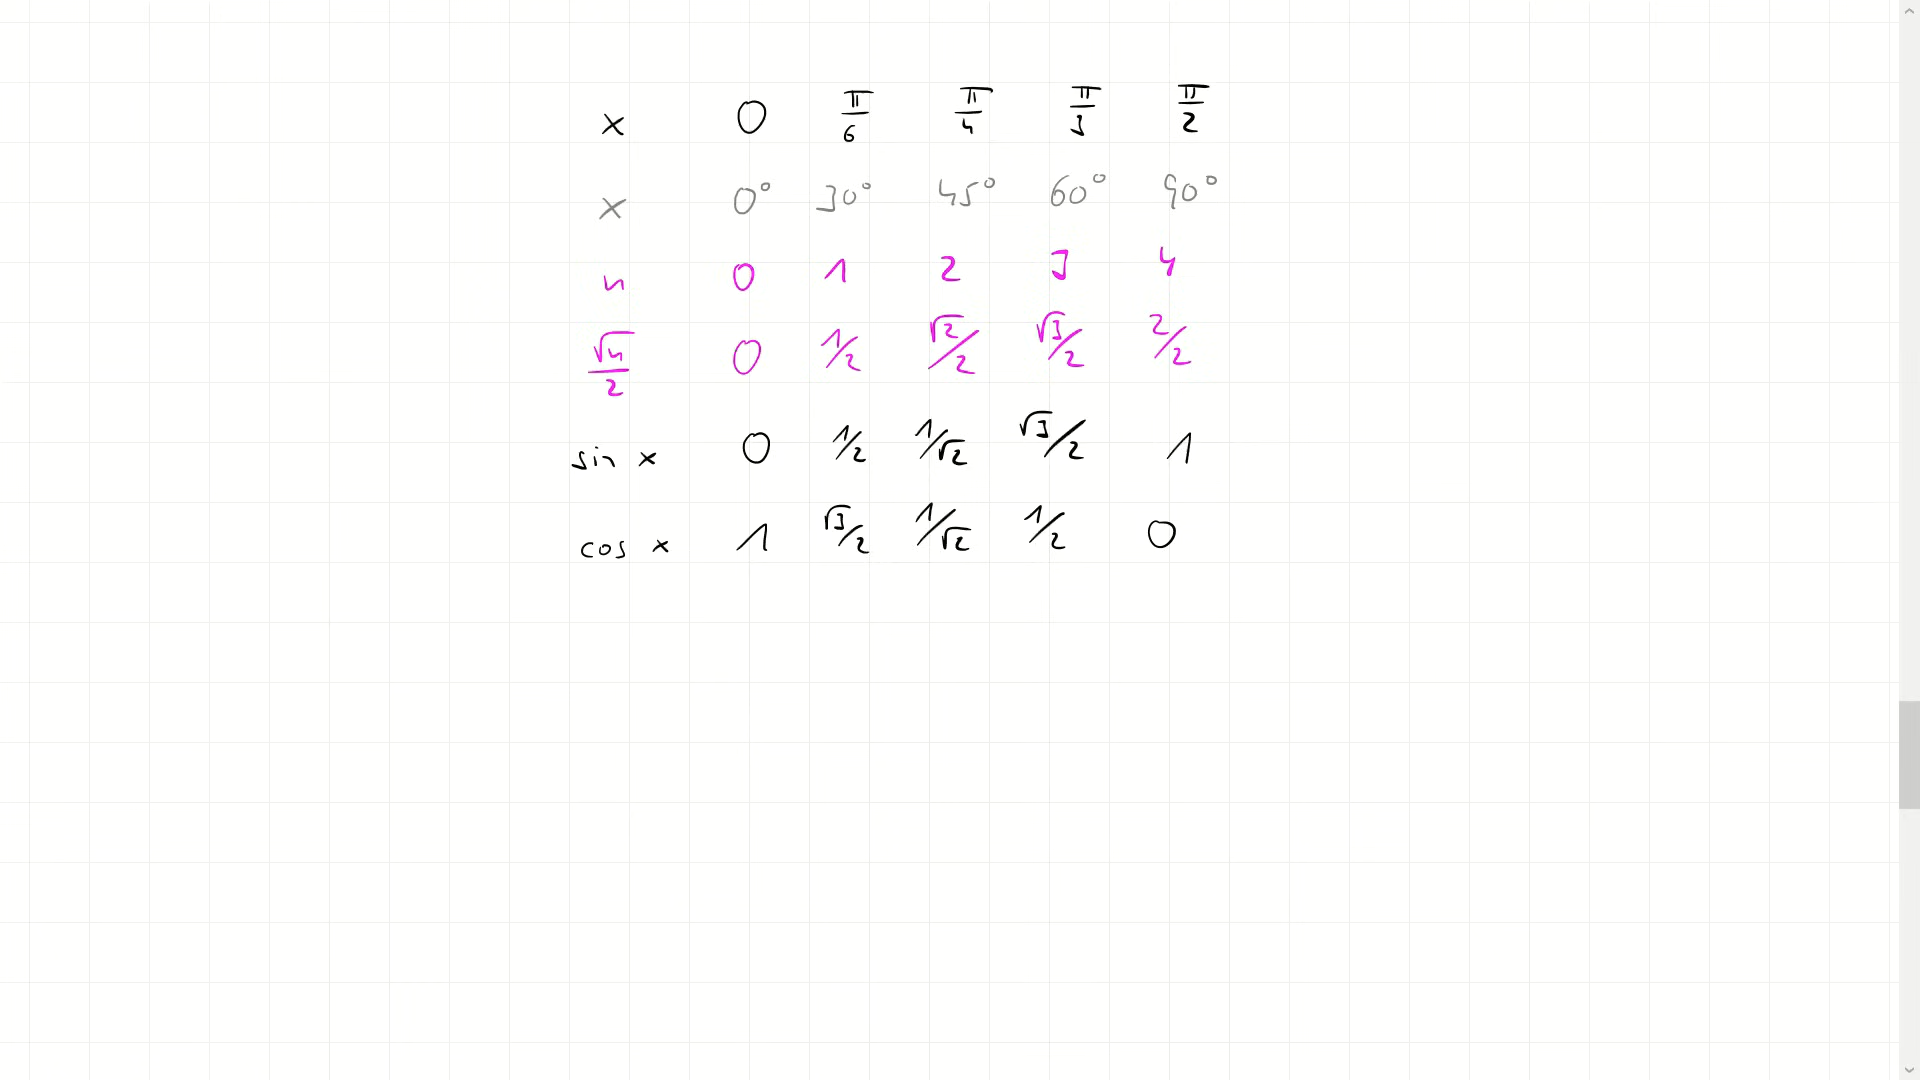 x 0 π/6 π/4 π/3 π/2
x 0° 30° 45° 60° 90°
n 0 1 2 3 4
√n/2 0 1/2 √2/2 √3/2 2/2
sin x 0 1/2 1/√2 √3/2 1
cos x 1 √3/2 1/√2 1/2 0